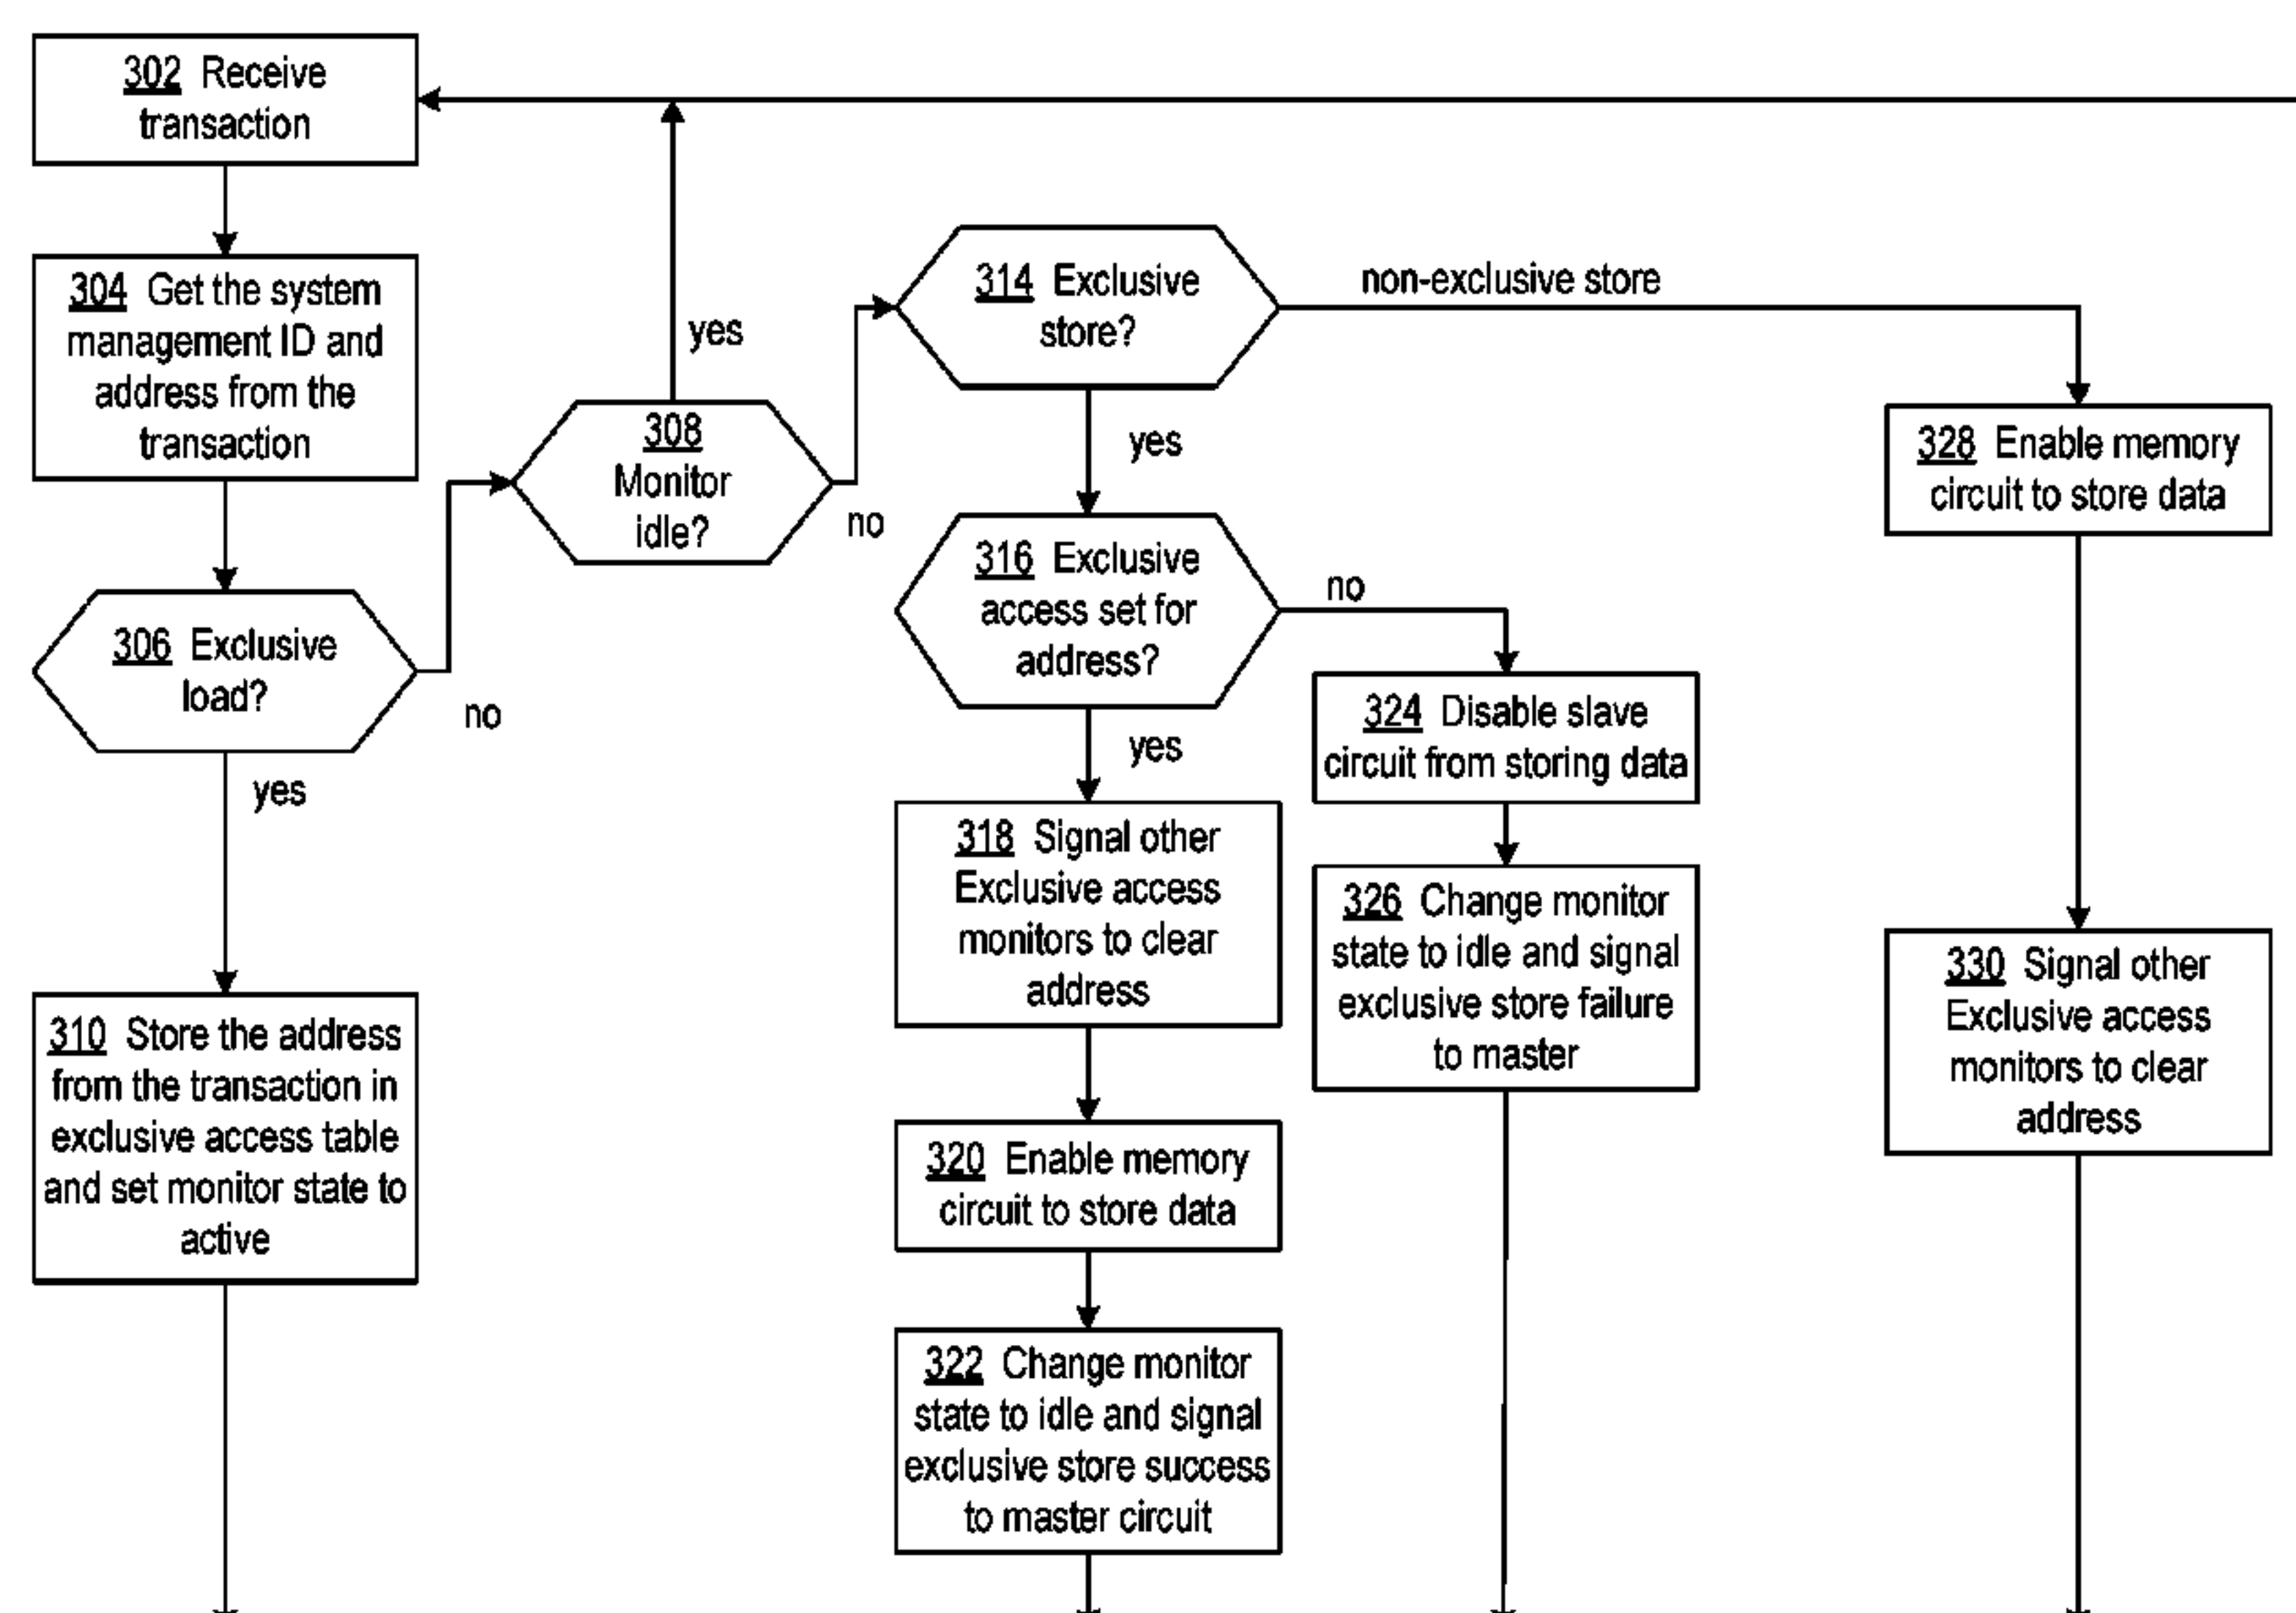 302 Receive
transaction
304 Get the system
management ID and
address from the
transaction
306 Exclusive
load?
no
yes
310 Store the address
from the transaction in
exclusive access table
and set monitor state to
active
308
Monitor
idle?
yes
no
314 Exclusive
store?
non-exclusive store
yes
316 Exclusive
access set for
address?
no
yes
318 Signal other
Exclusive access
monitors to clear
address
320 Enable memory
circuit to store data
322 Change monitor
state to idle and signal
exclusive store success
to master circuit
324 Disable slave
circuit from storing data
326 Change monitor
state to idle and signal
exclusive store failure
to master
328 Enable memory
circuit to store data
330 Signal other
Exclusive access
monitors to clear
address